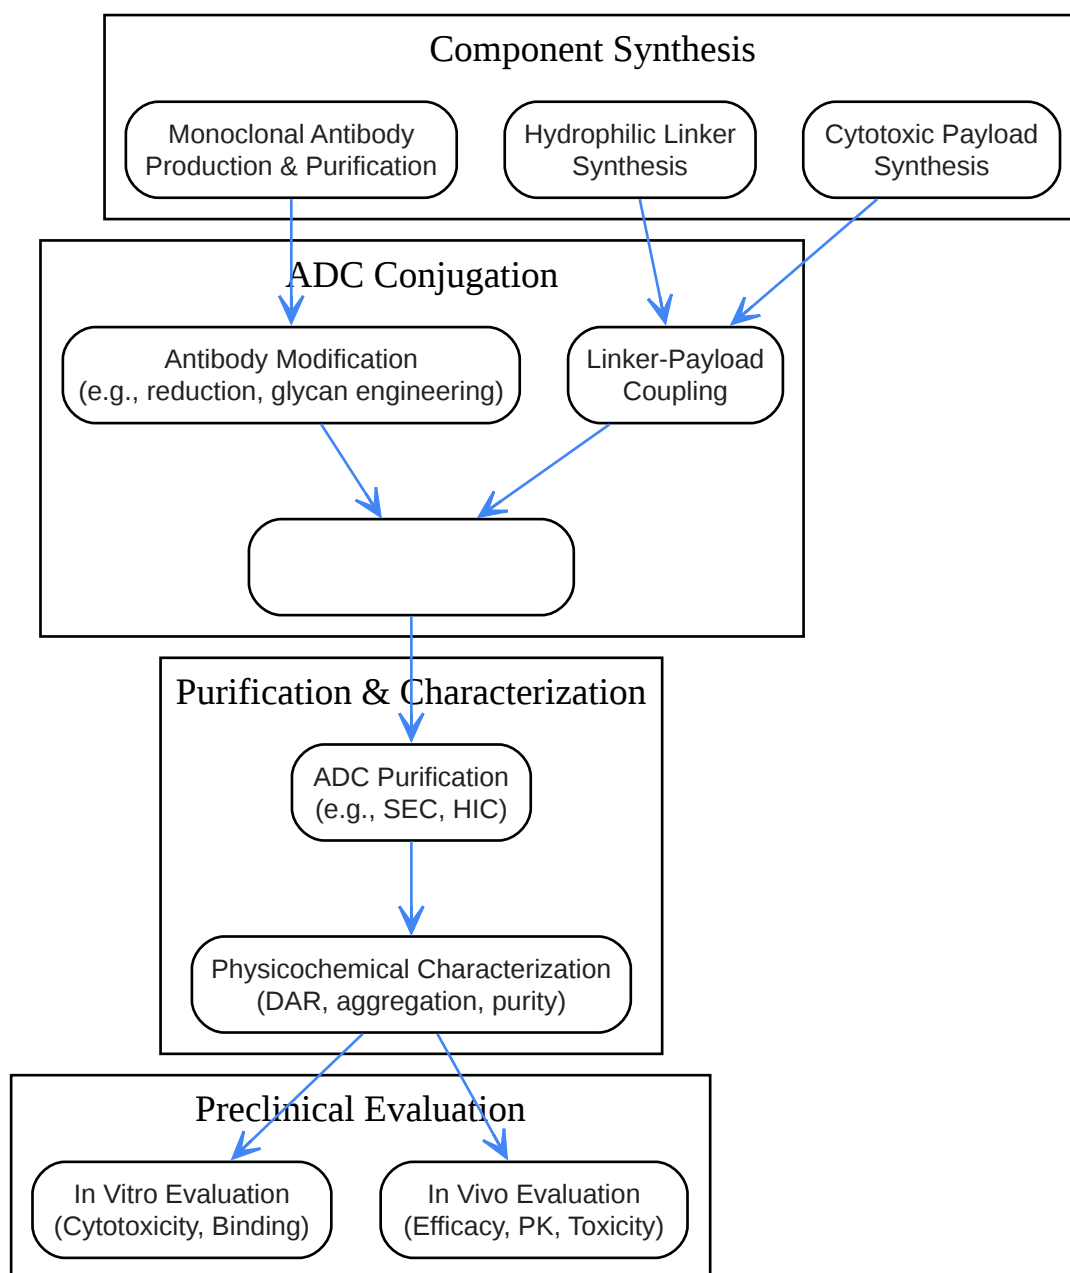 Component Synthesis
Monoclonal Antibody
Production & Purification
Hydrophilic Linker
Synthesis
Cytotoxic Payload
Synthesis
ADC Conjugation
Antibody Modification
(e.g., reduction, glycan engineering)
Linker-Payload
Coupling
Purification & Characterization
ADC Purification
(e.g., SEC, HIC)
Physicochemical Characterization
(DAR, aggregation, purity)
Preclinical Evaluation
In Vitro Evaluation
(Cytotoxicity, Binding)
In Vivo Evaluation
(Efficacy, PK, Toxicity)